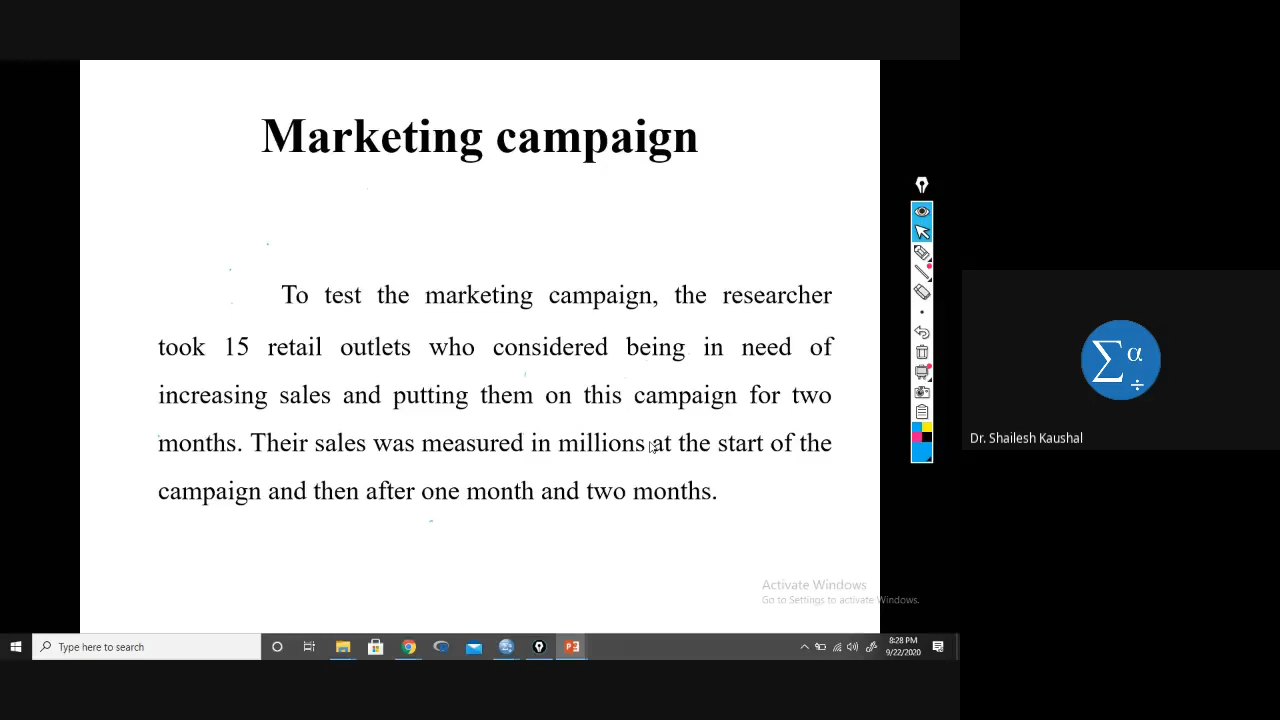 Marketing campaign
To test the marketing campaign, the researcher
took 15 retail outlets who considered being in need of
increasing sales and putting them on this campaign for two
months. Their sales was measured in millions at the start of the
campaign and then after one month and two months.
Σα÷
Dr. Shailesh Kaushal
Activate Windows
Go to Settings to activate Windows.
Type here to search
8:28 PM
9/22/2020